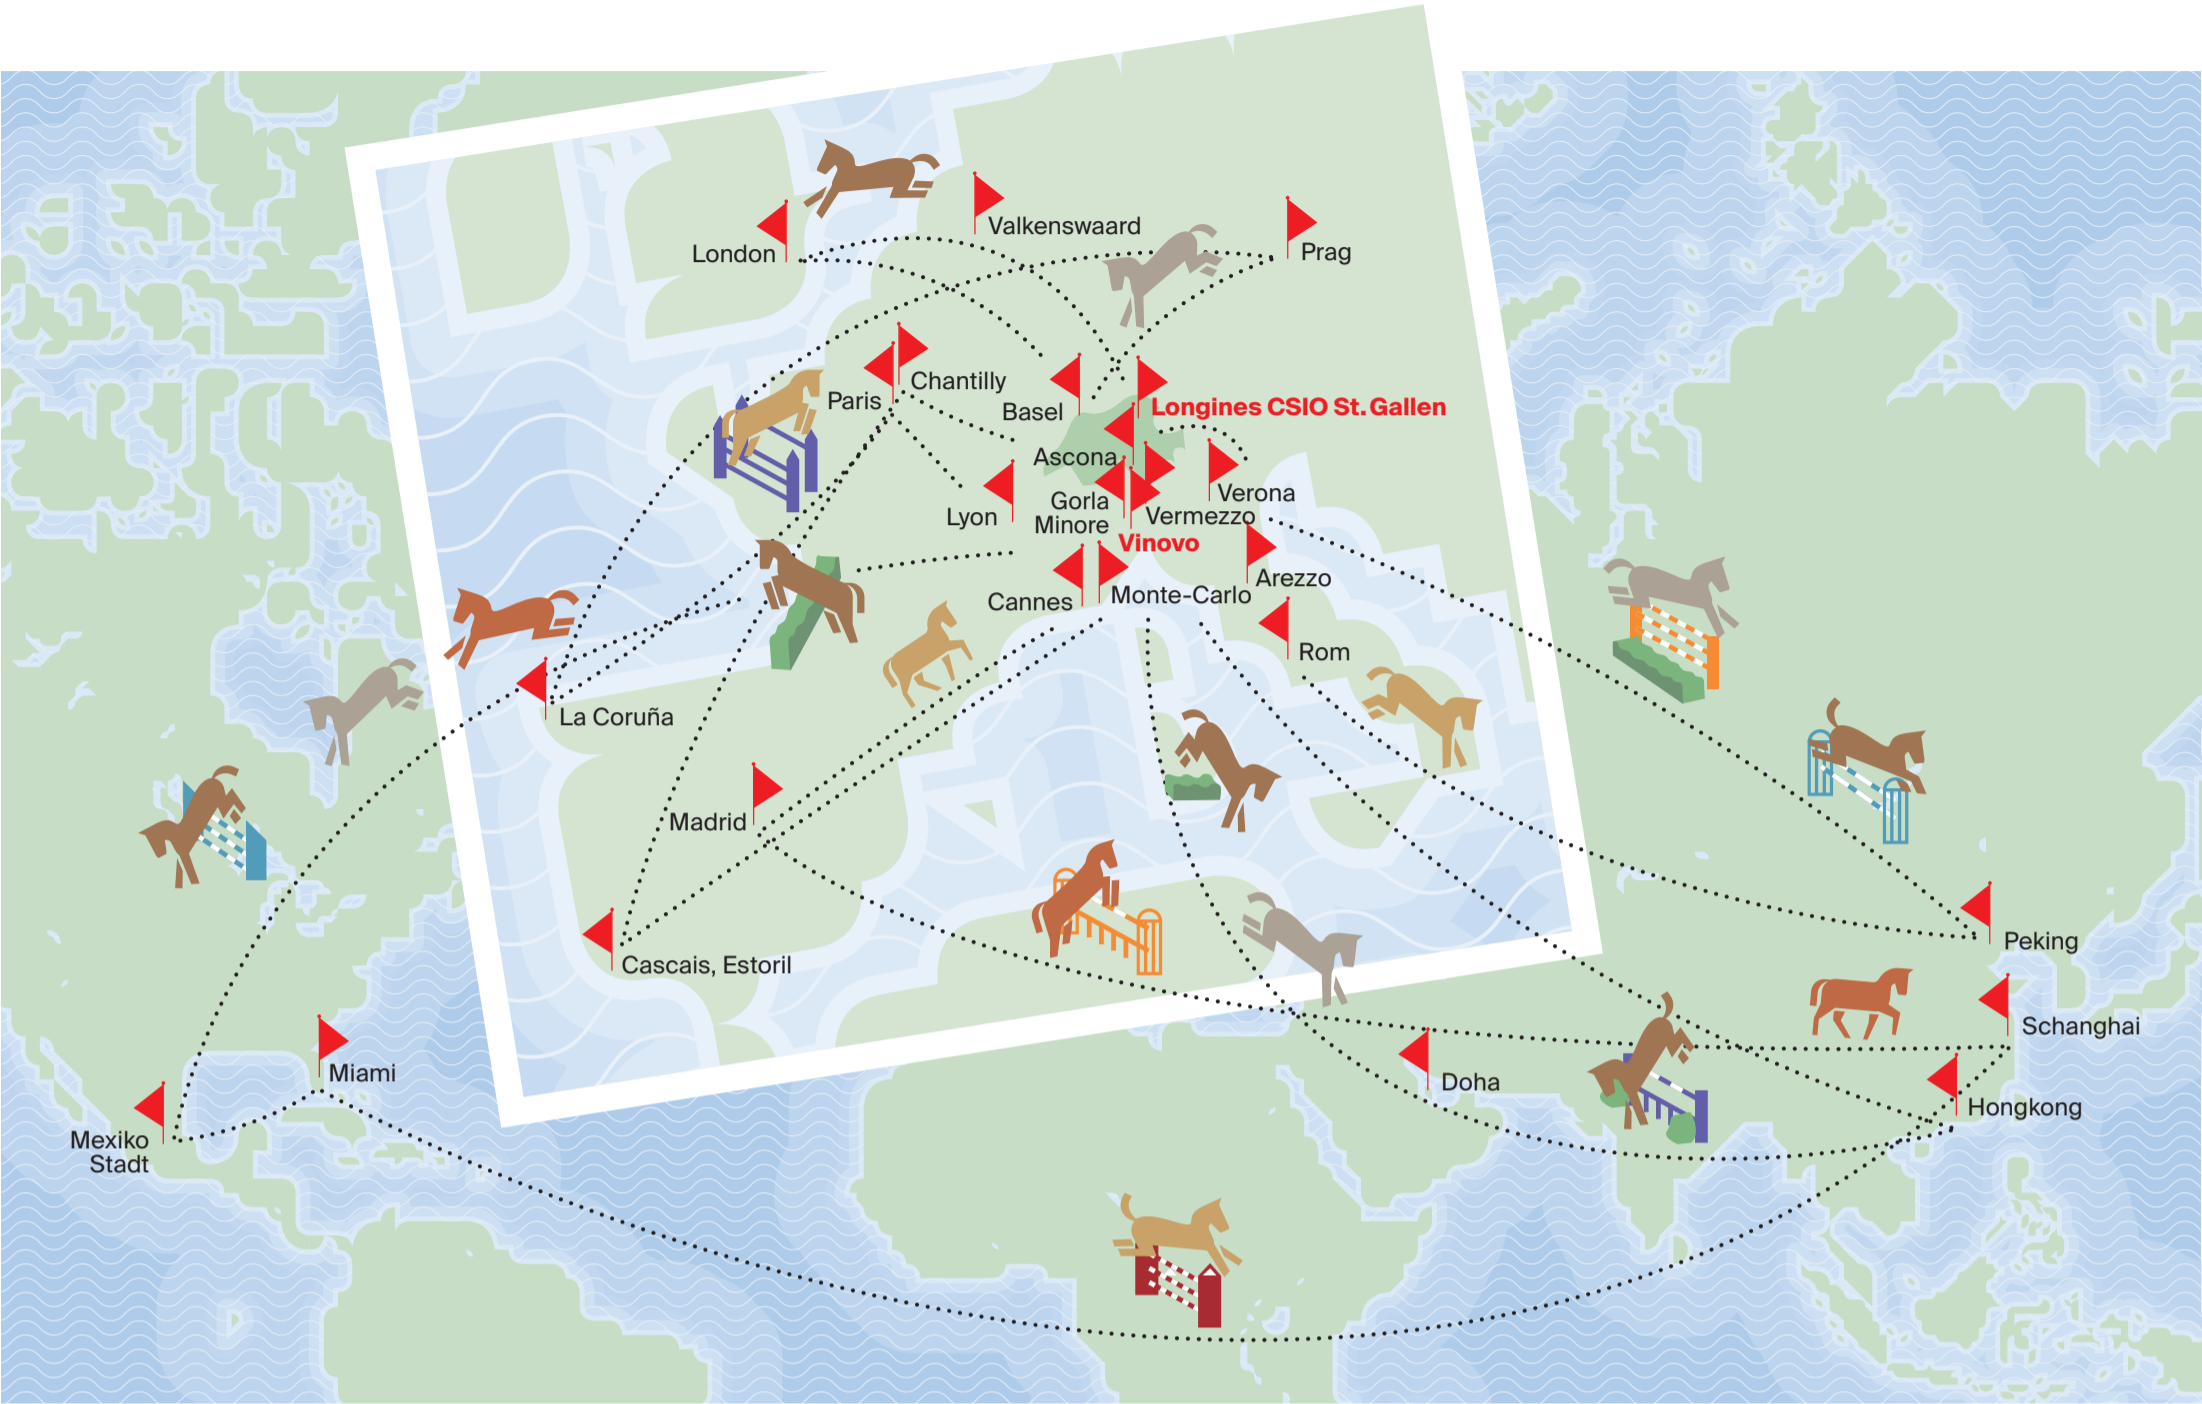 London
Valkenswaard
Prag
Chantilly
Paris
Basel
Longines CSIO St. Gallen
Ascona
Verona
Gorla
Minore
Lyon
Vermezzo
Vinovo
Arezzo
Cannes
Monte-Carlo
Rom
La Coruña
Madrid
Cascais, Estoril
Peking
Schanghai
Miami
Doha
Hongkong
Mexiko
Stadt